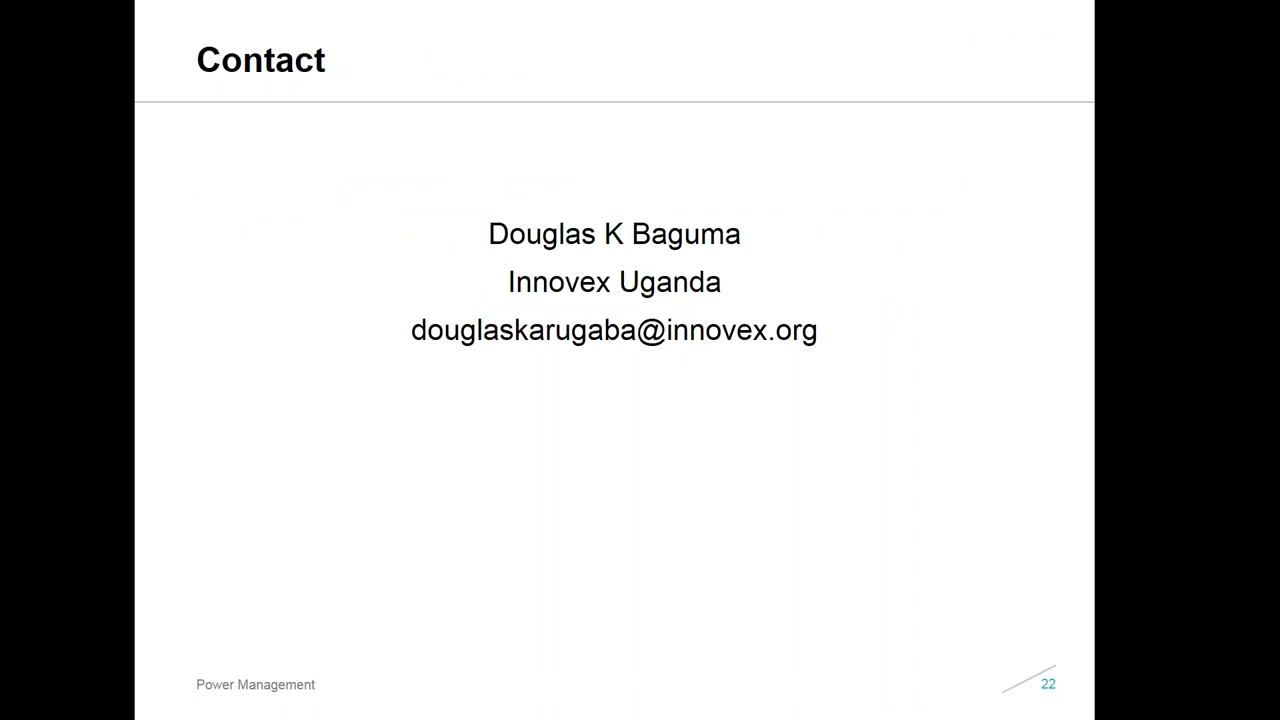 Contact
Douglas K Baguma
Innovex Uganda
douglaskarugaba@innovex.org
Power Management
22